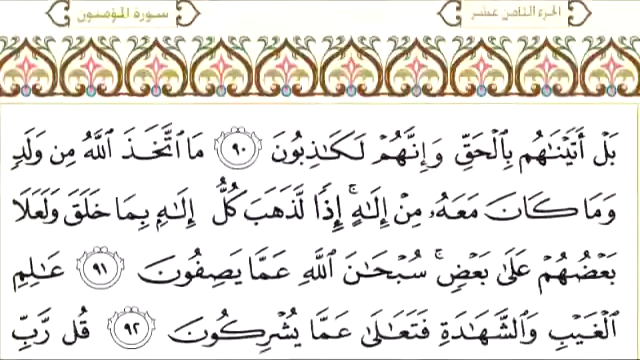 الجزء الثامن عشر سورة المؤمنون
بَلْ أَتَيْنَـٰهُم بِٱلْحَقِّ وَإِنَّهُمْ لَكَـٰذِبُونَ ٩٠ مَا ٱتَّخَذَ ٱللَّهُ مِن وَلَدٍ
وَمَا كَانَ مَعَهُۥ مِنْ إِلَـٰهٍ ۚ إِذًا لَّذَهَبَ كُلُّ إِلَـٰهٍۭ بِمَا خَلَقَ وَلَعَلَا
بَعْضُهُمْ عَلَىٰ بَعْضٍ ۚ سُبْحَـٰنَ ٱللَّهِ عَمَّا يَصِفُونَ ٩١ عَـٰلِمِ
ٱلْغَيْبِ وَٱلشَّهَـٰدَةِ فَتَعَـٰلَىٰ عَمَّا يُشْرِكُونَ ٩٢ قُل رَّبِّ